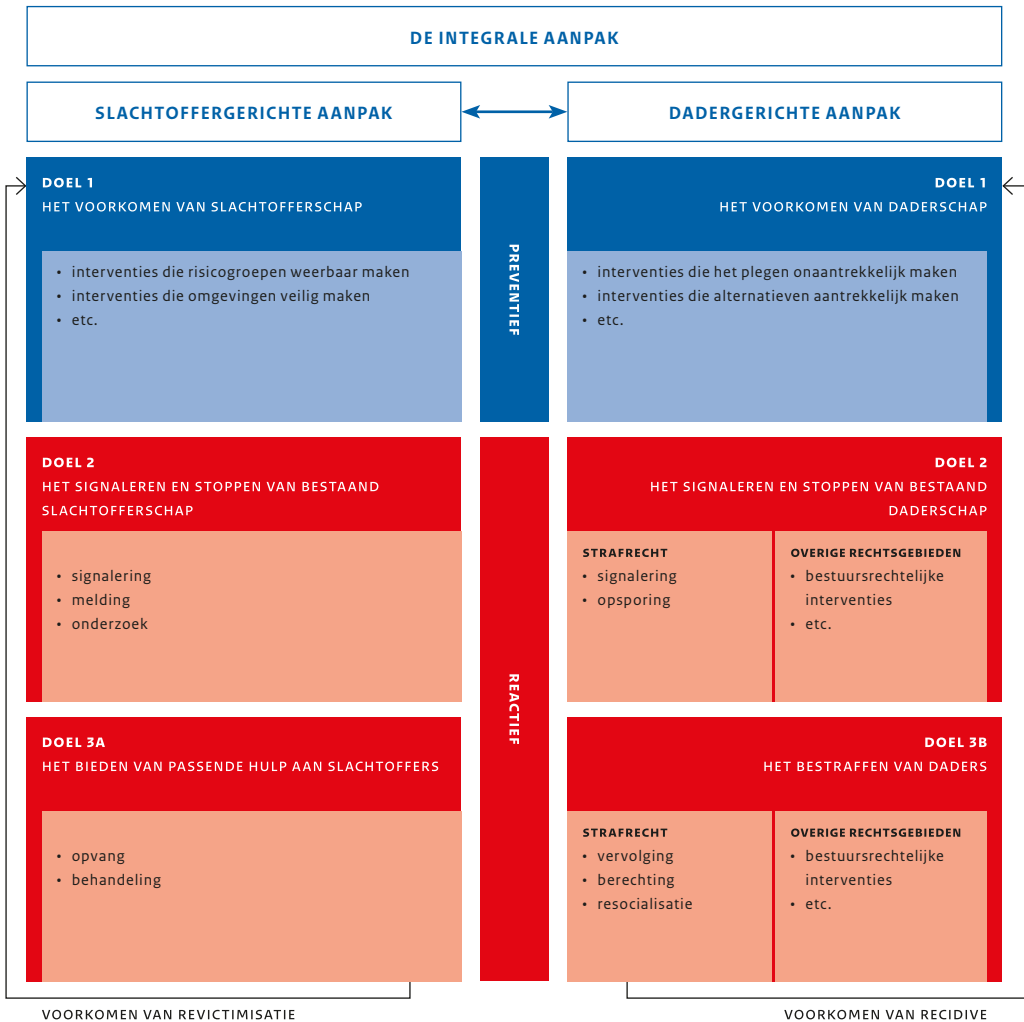 DE INTEGRALE AANPAK
SLACHTOFFERGERICHTE AANPAK
DADERGERICHTE AANPAK
DOEL 1
HET VOORKOMEN VAN SLACHTOFFERSCHAP
• interventies die risicogroepen weerbaar maken
• interventies die omgevingen veilig maken
• etc.
PREVENTIEF
DOEL 1
HET VOORKOMEN VAN DADERSCHAP
• interventies die het plegen onaantrekkelijk maken
• interventies die alternatieven aantrekkelijk maken
• etc.
DOEL 2
HET SIGNALEREN EN STOPPEN VAN BESTAAND
SLACHTOFFERSCHAP
• signalering
• melding
• onderzoek
REACTIEF
DOEL 2
HET SIGNALEREN EN STOPPEN VAN BESTAAND
DADERSCHAP
STRAFRECHT
• signalering
• opsporing
OVERIGE RECHTSGEBIEDEN
• bestuursrechtelijke
interventies
• etc.
DOEL 3A
HET BIEDEN VAN PASSENDE HULP AAN SLACHTOFFERS
• opvang
• behandeling
DOEL 3B
HET BESTRAFFEN VAN DADERS
STRAFRECHT
• vervolging
• berechting
• resocialisatie
OVERIGE RECHTSGEBIEDEN
• bestuursrechtelijke
interventies
• etc.
VOORKOMEN VAN REVICTIMISATIE
VOORKOMEN VAN RECIDIVE